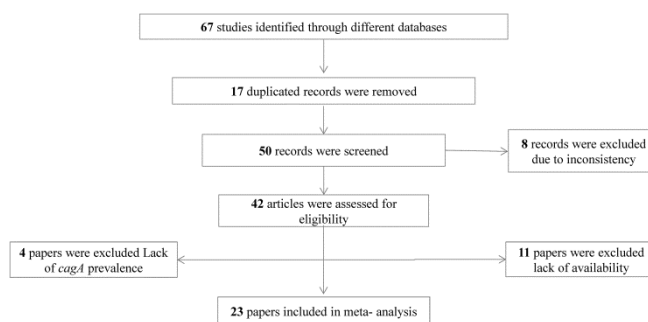 67 studies identified through different databases
17 duplicated records were removed
50 records were screened
8 records were excluded
due to inconsistency
42 articles were assessed for
eligibility
4 papers were excluded Lack
of cagA prevalence
11 papers were excluded
lack of availability
23 papers included in meta- analysis